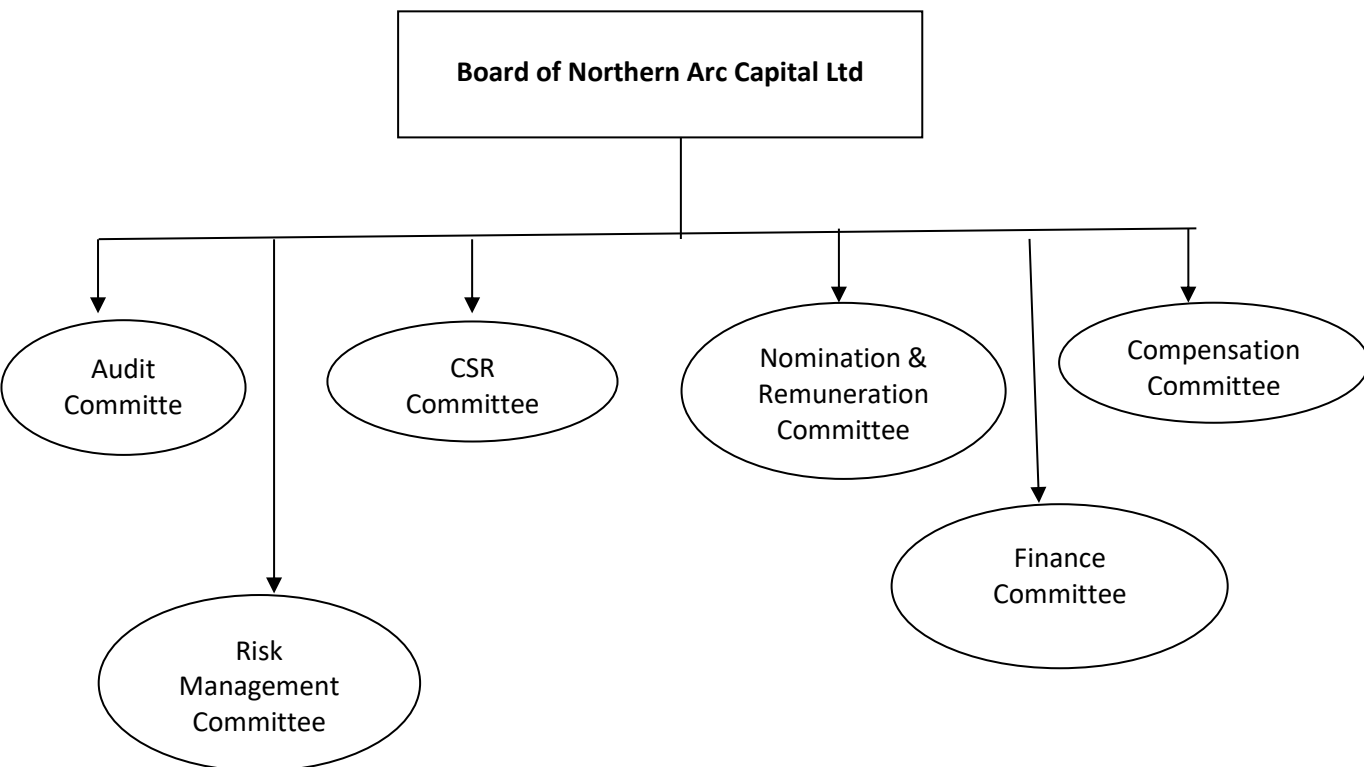 Board of Northern Arc Capital Ltd
Audit
Committe
CSR
Committee
Nomination &
Remuneration
Committee
Compensation
Committee
Finance
Committee
Risk
Management
Committee